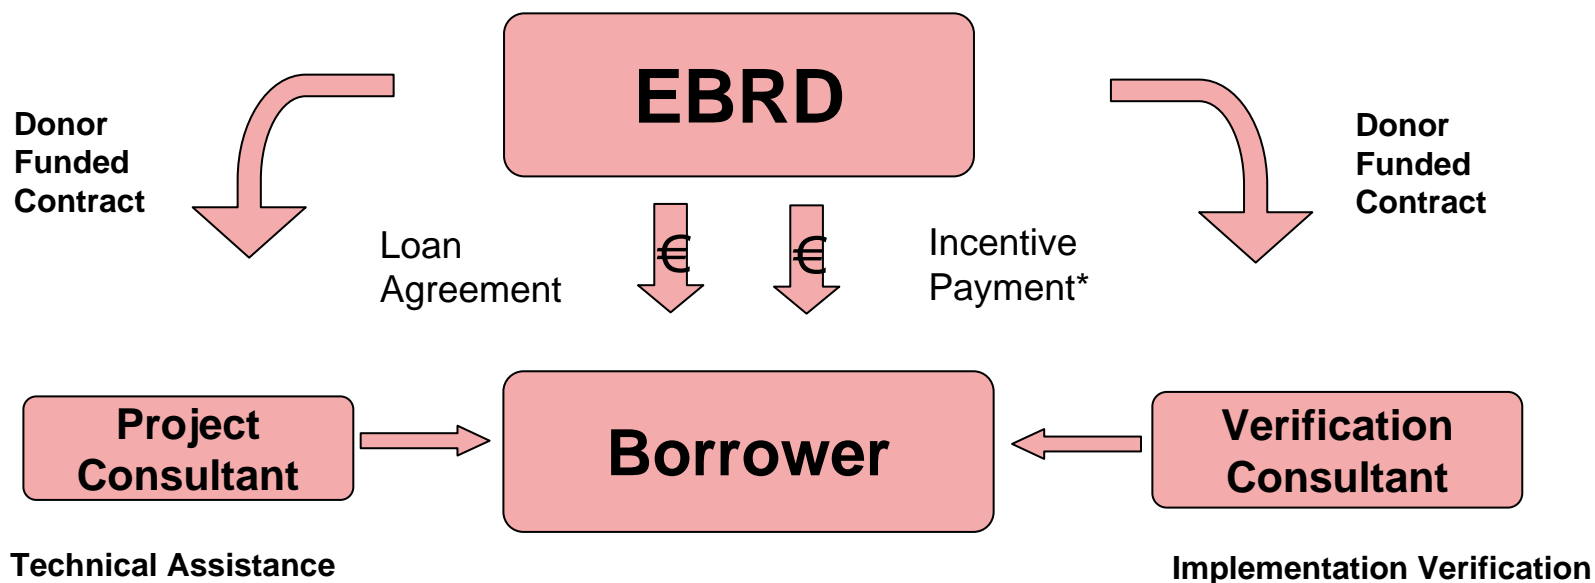 EBRD
Donor
Funded
Contract
Donor
Funded
Contract
Loan
Agreement
€
€
Incentive
Payment*
Project
Consultant
Borrower
Verification
Consultant
Technical Assistance
Implementation Verification